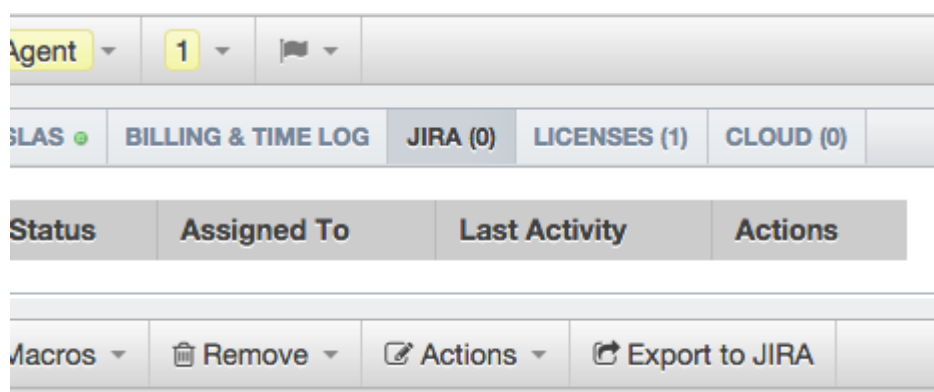 Agent 1
SLAS BILLING & TIME LOG JIRA (0) LICENSES (1) CLOUD (0)
Status Assigned To Last Activity Actions
Macros Remove Actions Export to JIRA